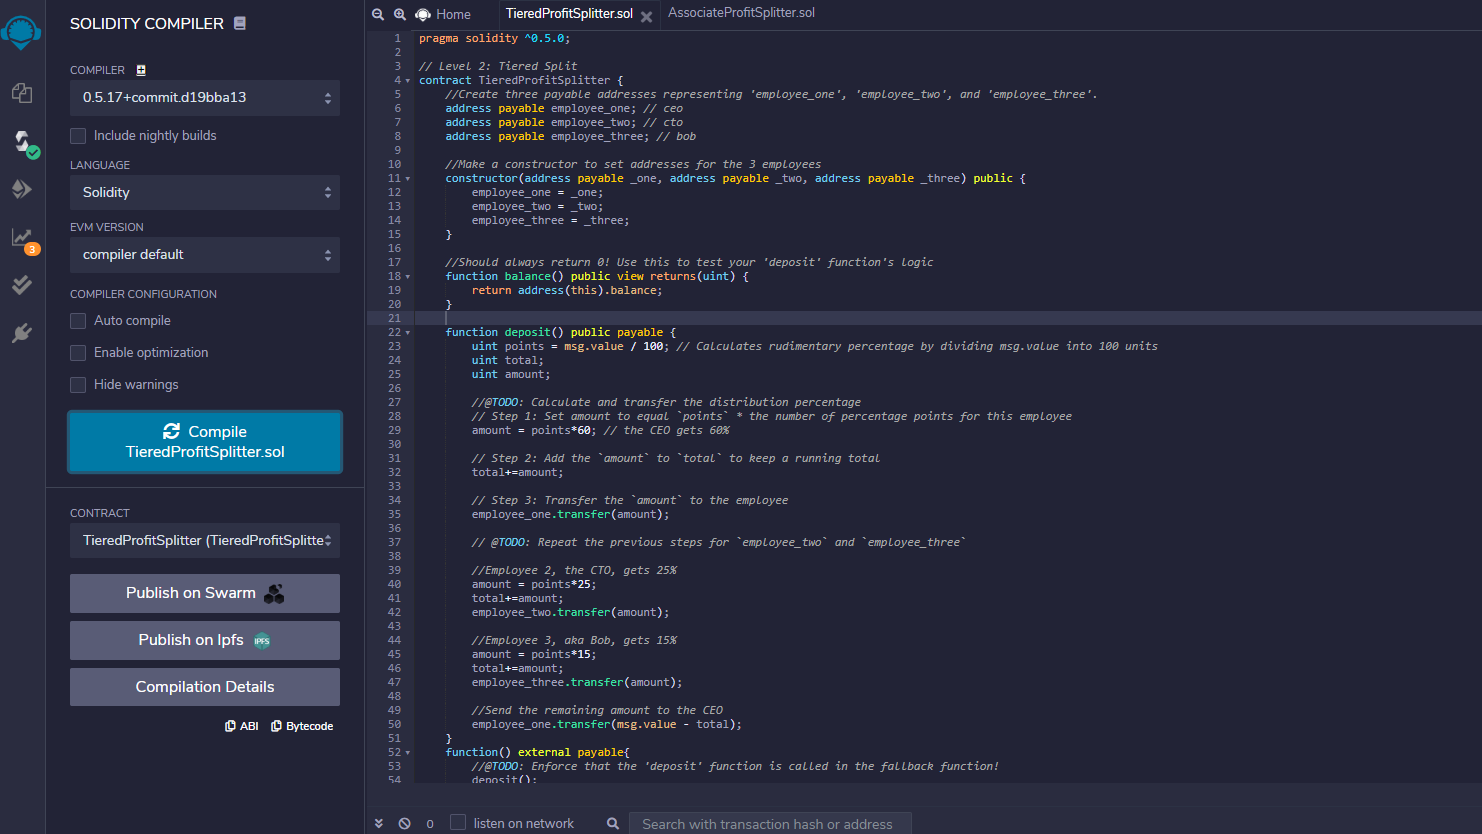 SOLIDITY COMPILER
COMPILER
0.5.17+commit.d19bba13
Include nightly builds
LANGUAGE
Solidity
EVM VERSION
compiler default
COMPILER CONFIGURATION
Auto compile
Enable optimization
Hide warnings
Compile
TieredProfitSplitter.sol
CONTRACT
TieredProfitSplitter (TieredProfitSplitte
Publish on Swarm
Publish on Ipfs
IPFS
Compilation Details
ABI Bytecode
3
Home TieredProfitSplitter.sol AssociateProfitSplitter.sol
1 pragma solidity ^0.5.0;
2
3 // Level 2: Tiered Split
4 contract TieredProfitSplitter {
5 //Create three payable addresses representing 'employee_one', 'employee_two', and 'employee_three'.
6 address payable employee_one; // ceo
7 address payable employee_two; // cto
8 address payable employee_three; // bob
9
10 //Make a constructor to set addresses for the 3 employees
11 constructor(address payable _one, address payable _two, address payable _three) public {
12 employee_one = _one;
13 employee_two = _two;
14 employee_three = _three;
15 }
16
17 //Should always return 0! Use this to test your 'deposit' function's logic
18 function balance() public view returns(uint) {
19 return address(this).balance;
20 }
21
22 function deposit() public payable {
23 uint points = msg.value / 100; // Calculates rudimentary percentage by dividing msg.value into 100 units
24 uint total;
25 uint amount;
26
27 //@TODO: Calculate and transfer the distribution percentage
28 // Step 1: Set amount to equal `points` * the number of percentage points for this employee
29 amount = points*60; // the CEO gets 60%
30
31 // Step 2: Add the `amount` to `total` to keep a running total
32 total+=amount;
33
34 // Step 3: Transfer the `amount` to the employee
35 employee_one.transfer(amount);
36
37 // @TODO: Repeat the previous steps for `employee_two` and `employee_three`
38
39 //Employee 2, the CTO, gets 25%
40 amount = points*25;
41 total+=amount;
42 employee_two.transfer(amount);
43
44 //Employee 3, aka Bob, gets 15%
45 amount = points*15;
46 total+=amount;
47 employee_three.transfer(amount);
48
49 //Send the remaining amount to the CEO
50 employee_one.transfer(msg.value - total);
51 }
52 function() external payable{
53 //@TODO: Enforce that the 'deposit' function is called in the fallback function!
54 deposit();
0 listen on network Search with transaction hash or address